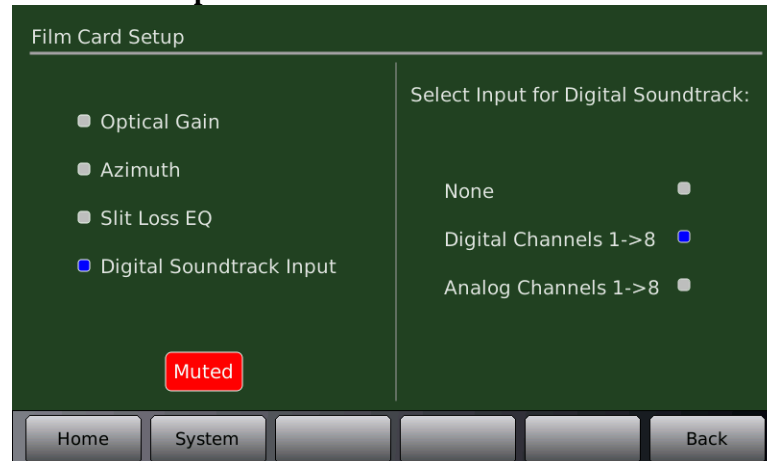 Film Card Setup
Optical Gain
Azimuth
Slit Loss EQ
Digital Soundtrack Input
Muted
Select Input for Digital Soundtrack:
None
Digital Channels 1->8
Analog Channels 1->8
Home System Back